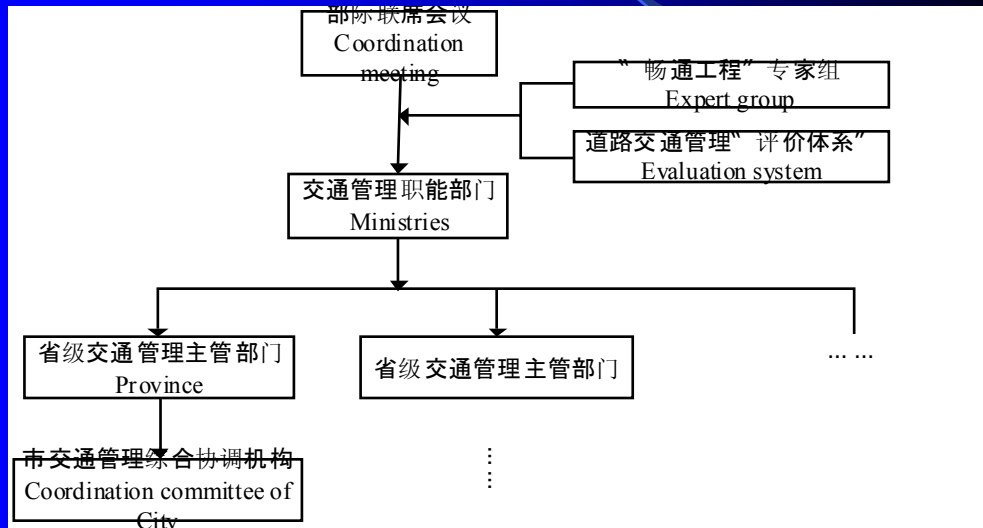 部际联席会议
Coordination
meeting
“畅通工程”专家组
Expert group
道路交通管理“评价体系”
Evaluation system
交通管理职能部门
Ministries
省级交通管理主管部门
Province
省级交通管理主管部门
... ...
市交通管理综合协调机构
Coordination committee of
City
... ...